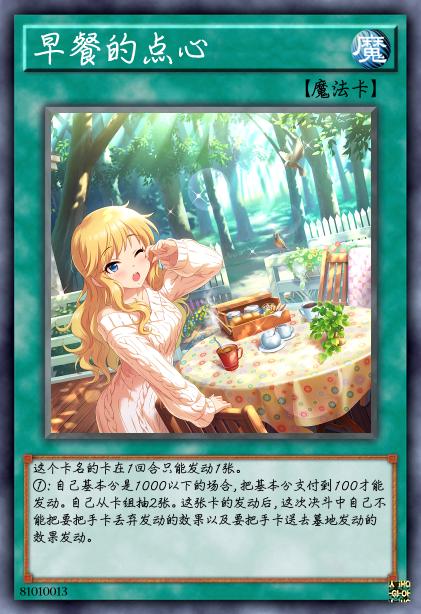 早餐的点心
魔
【魔法卡】
这个卡名的卡在1回合只能发动1张。
①：自己基本分是1000以下的场合，把基本分支付到100才能
发动。自己从卡组抽2张。这张卡的发动后，这次决斗中自己不
能把要把手卡丢弃发动的效果以及要把手卡送去墓地发动的
效果发动。
81010013